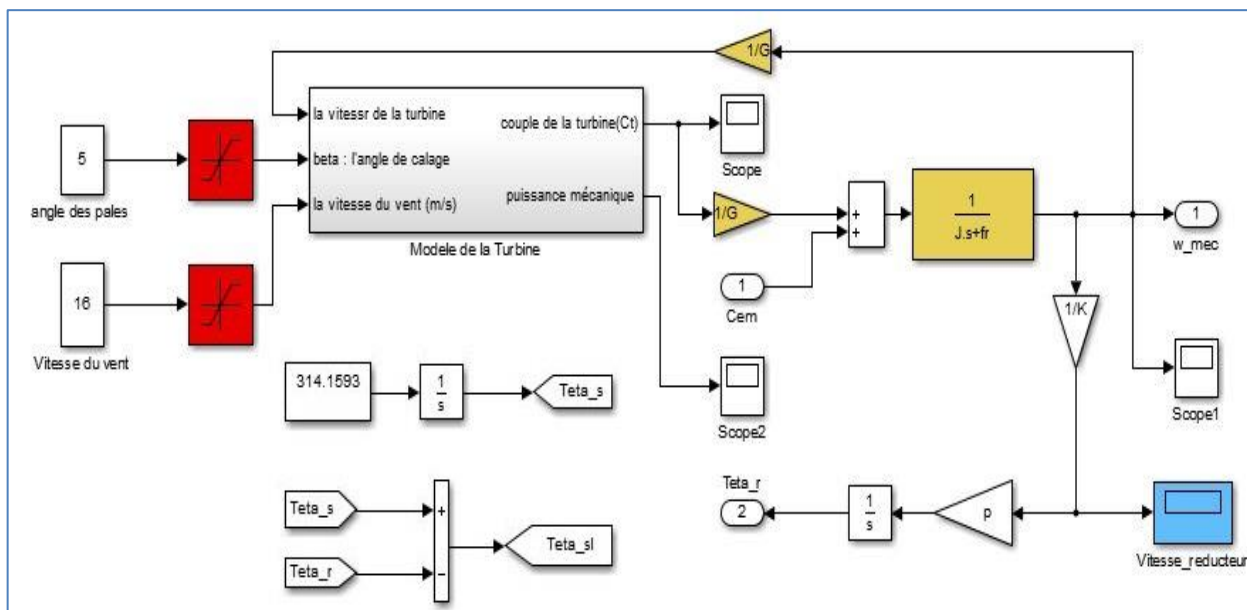 1/G
la vitessr de la turbine
couple de la turbine(Ct)
5
beta : l'angle de calage
Scope
angle des pales
puissance mécanique
la vitesse du vent (m/s)
1/G
+
+
1
J.s+fr
1
w_mec
Modele de la Turbine
16
1
Cem
1/K
Vitesse du vent
314.1593
1
s
Teta_s
Scope2
Scope1
Teta_s
+
Teta_r
2
1
s
p
Teta_sl
Teta_r
−
Vitesse_reducteur